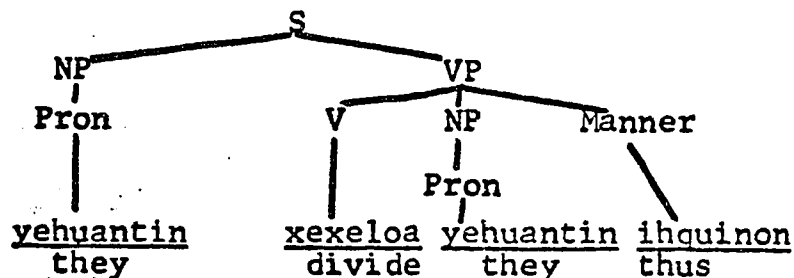 S
NP VP
Pron V NP Manner
Pron
yehuantin xexeloa yehuantin ihquinon
they divide they thus